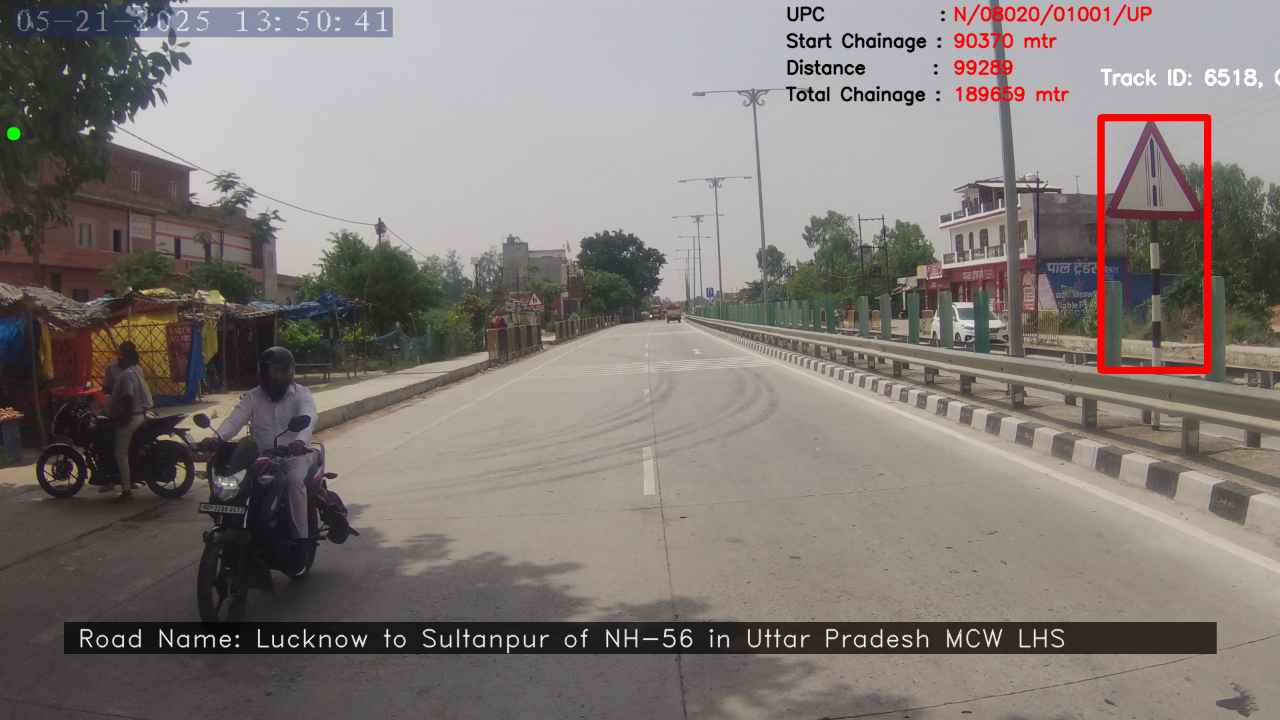 05-21-2025 13:50:41
UPC : N/08020/01001/UP
Start Chainage : 90370 mtr
Distance : 99289
Total Chainage : 189659 mtr
Track ID: 6518,
पाल ट्रेडर्स
Road Name: Lucknow to Sultanpur of NH-56 in Uttar Pradesh MCW LHS